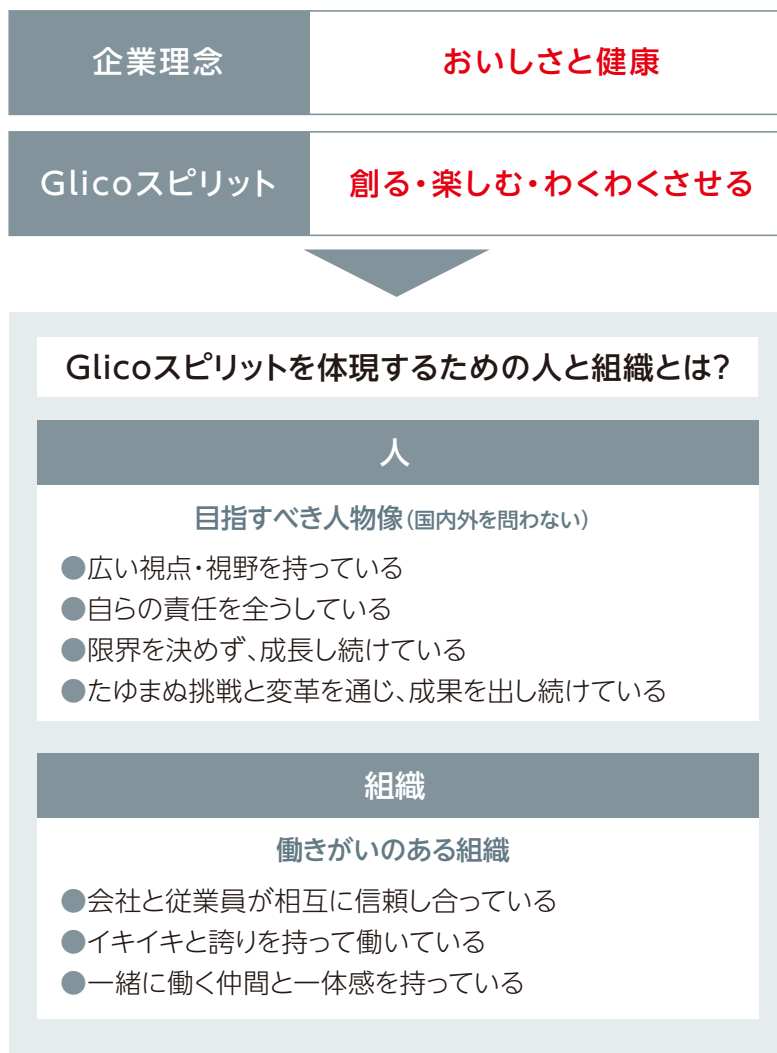 企業理念
おいしさと健康
Glicoスピリット
創る・楽しむ・わくわくさせる
Glicoスピリットを体現するための人と組織とは?
人
目指すべき人物像(国内外を問わない)
●広い視点・視野を持っている
●自らの責任を全うしている
●限界を決めず、成長し続けている
●たゆまぬ挑戦と変革を通じ、成果を出し続けている
組織
働きがいのある組織
●会社と従業員が相互に信頼し合っている
●イキイキと誇りを持って働いている
●一緒に働く仲間と一体感を持っている